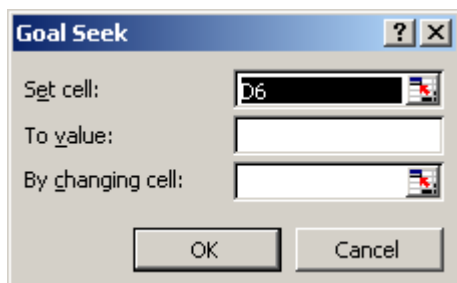 Goal Seek
Set cell: D6
To value:
By changing cell:
OK Cancel